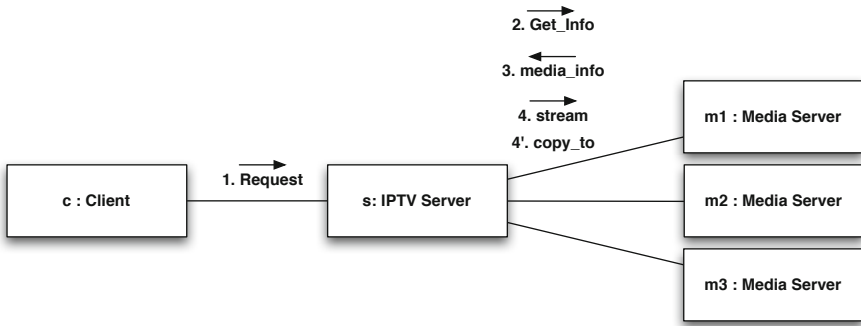 2. Get_Info
3. media_info
4. stream
4'. copy_to
m1 : Media Server
1. Request
c : Client
s: IPTV Server
m2 : Media Server
m3 : Media Server